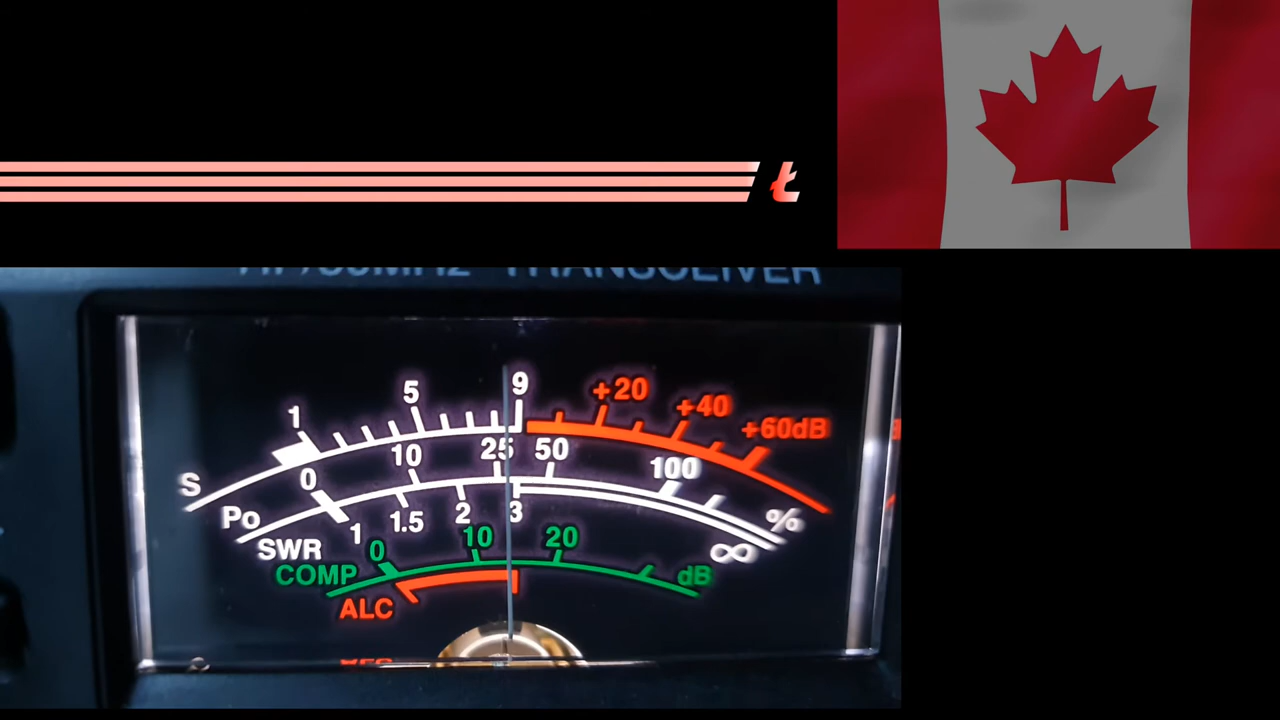 TRANSCEIVER
1 5 9 +20 +40 +60dB
S
0 10 25 50 100 %
Po
SWR 1 1.5 2 3 ∞
COMP 0 10 20 dB
ALC